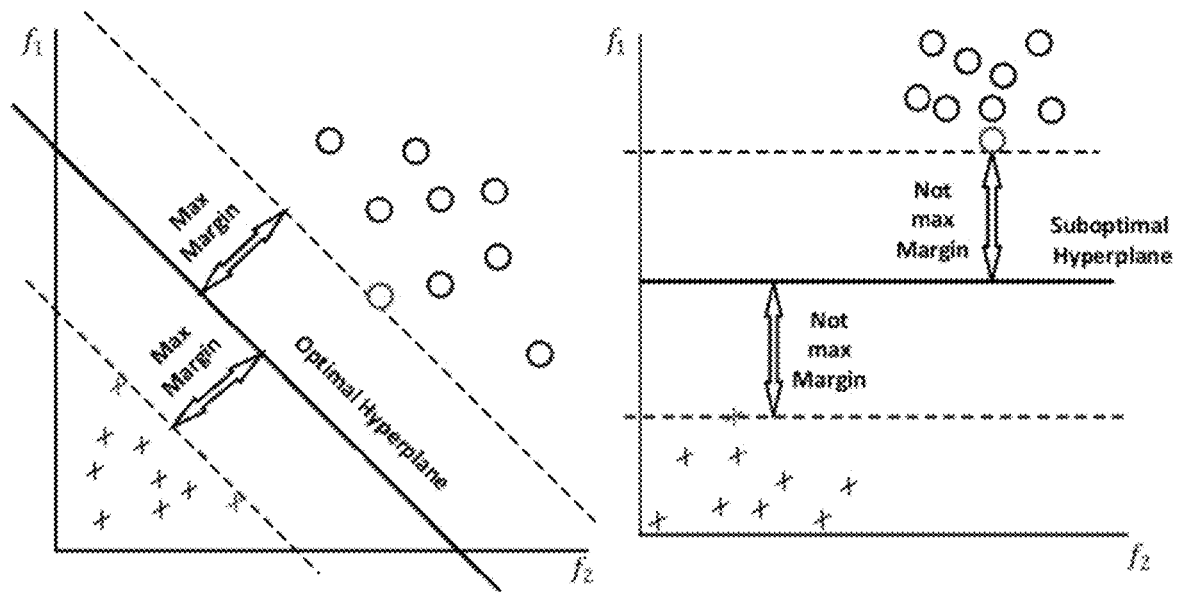 f₁
Max
Margin
Max
Margin
Optimal Hyperplane
f₂
f₁
Not
max
Margin
Suboptimal
Hyperplane
Not
max
Margin
f₂